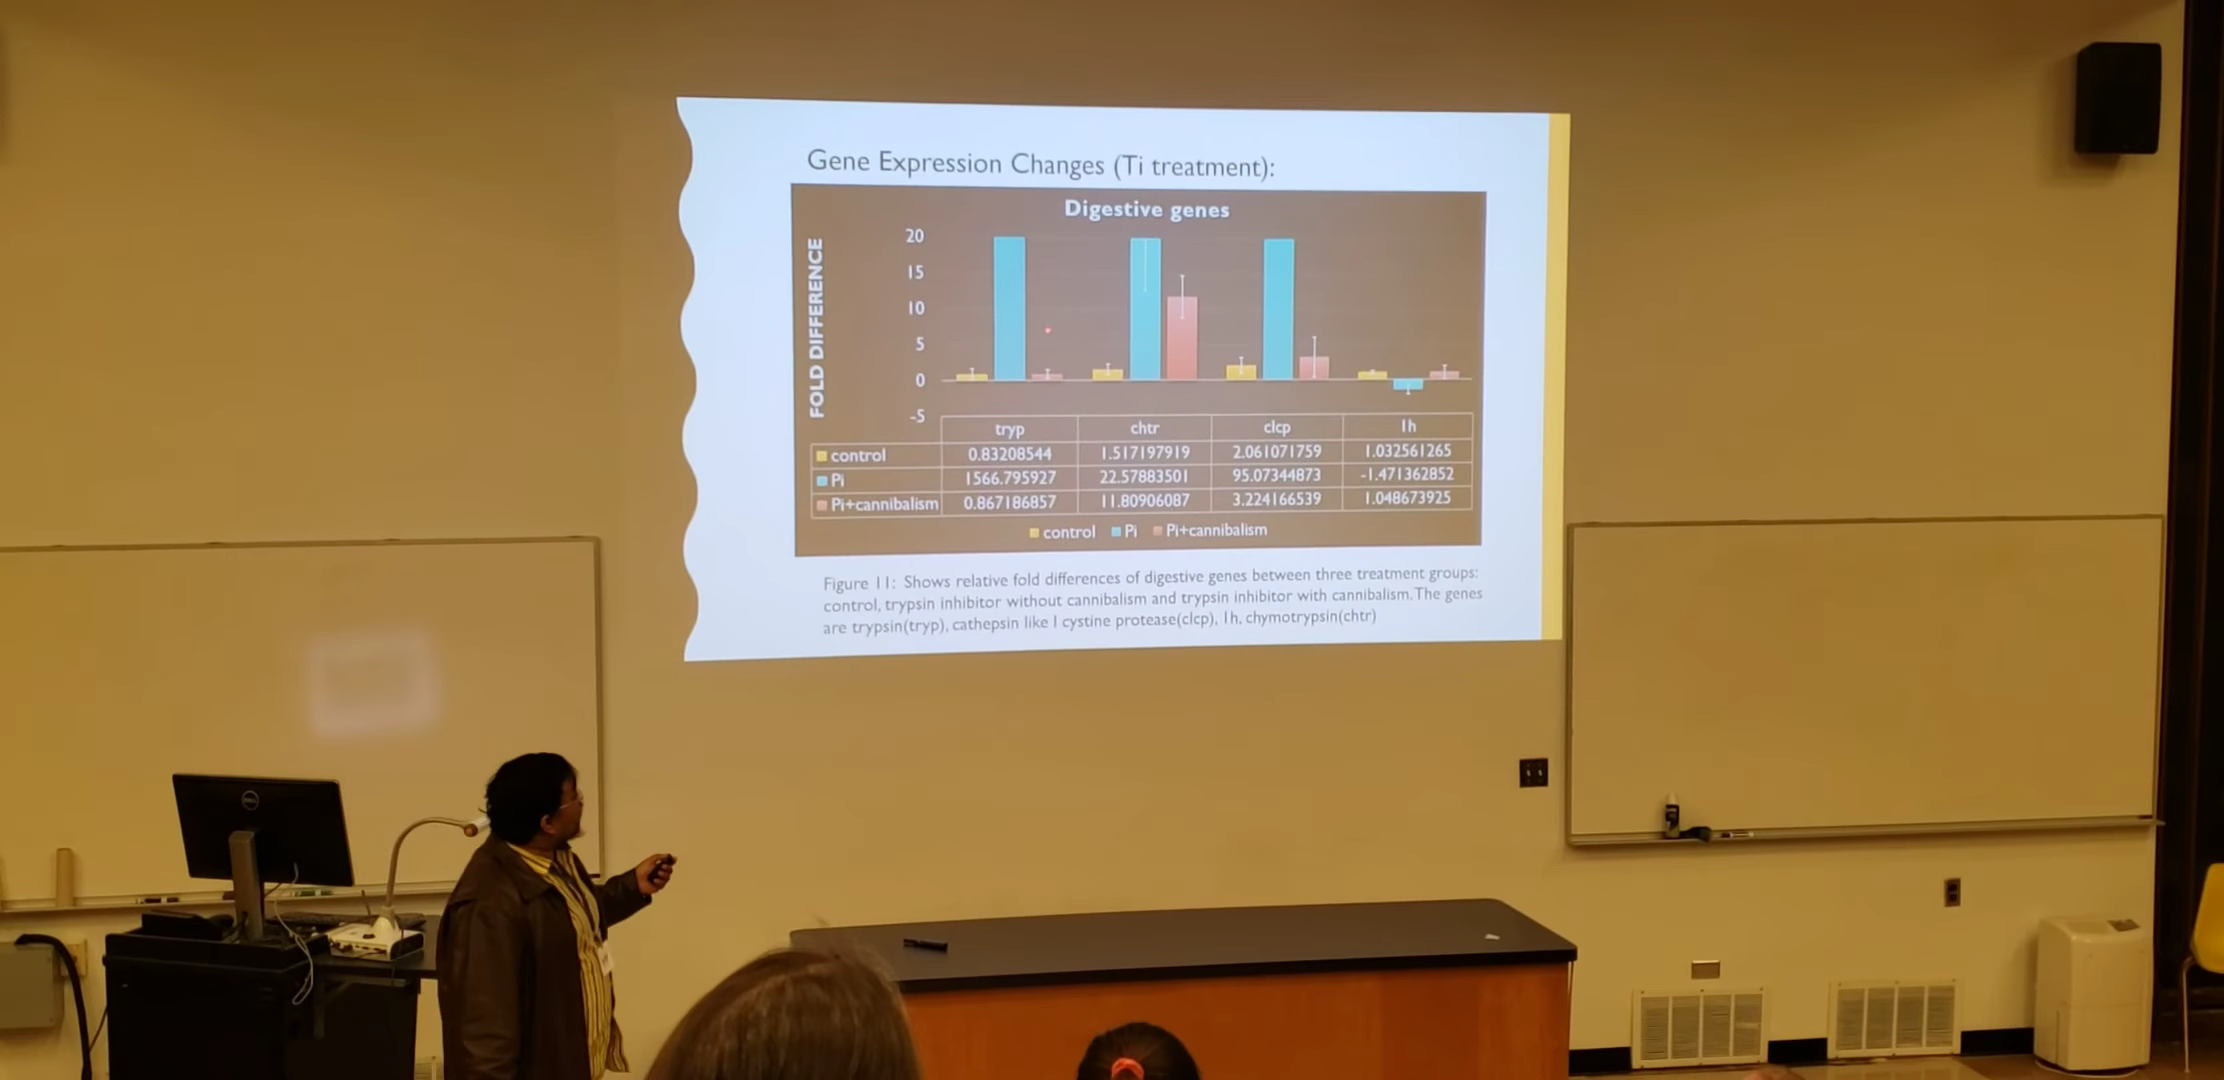 Gene Expression Changes (Ti treatment):
Digestive genes
FOLD DIFFERENCE
20
15
10
5
0
-5
tryp chtr clcp Ih
control 0.83208544 1.517197919 2.061071759 1.032561265
Pi 1566.795927 22.57883501 95.07344873 -1.471362852
Pi+cannibalism 0.867186857 11.80906087 3.224166539 1.048673925
control Pi Pi+cannibalism
Figure 11: Shows relative fold differences of digestive genes between three treatment groups:
control, trypsin inhibitor without cannibalism and trypsin inhibitor with cannibalism. The genes
are trypsin(tryp), cathepsin like l cystine protease(clcp), Ih, chymotrypsin(chtr)
DELL